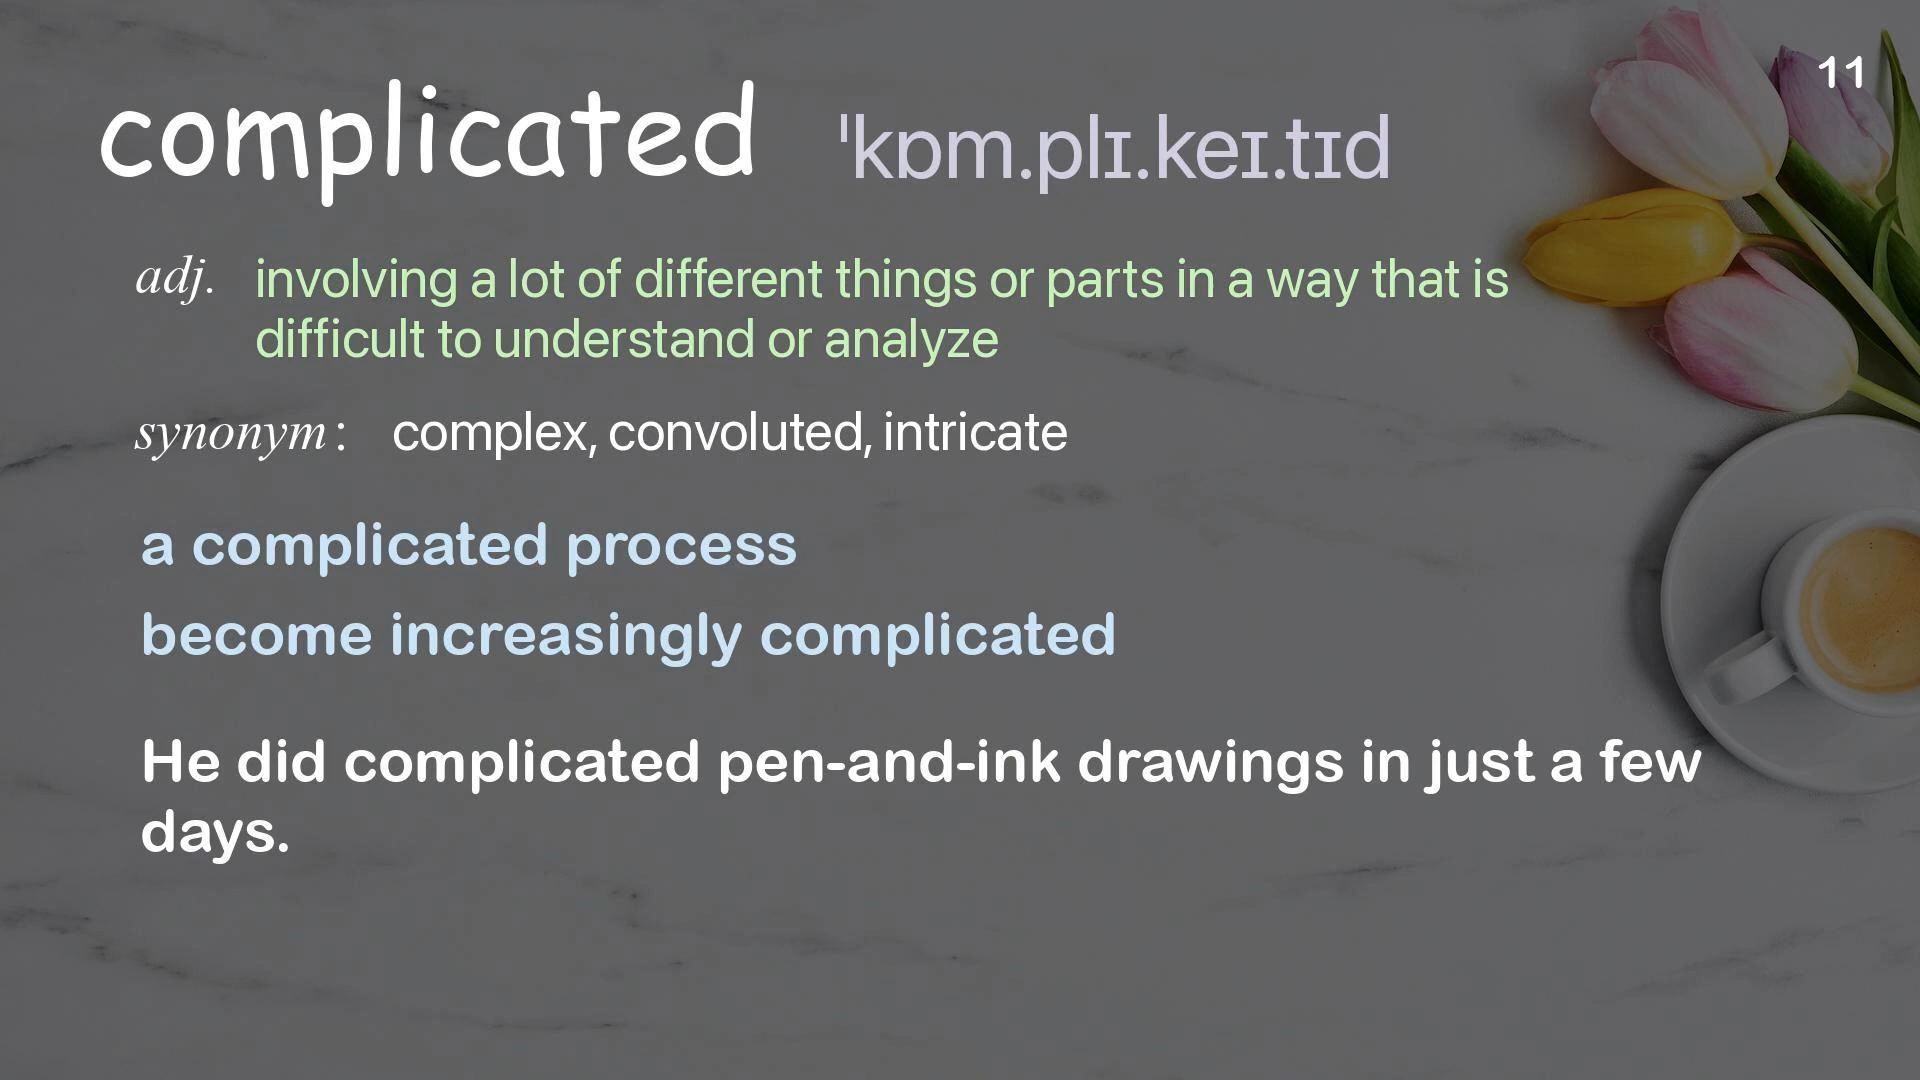 11
complicated ˈkɒm.plɪ.keɪ.tɪd
adj. involving a lot of different things or parts in a way that is
difficult to understand or analyze
synonym: complex, convoluted, intricate
a complicated process
become increasingly complicated
He did complicated pen-and-ink drawings in just a few
days.